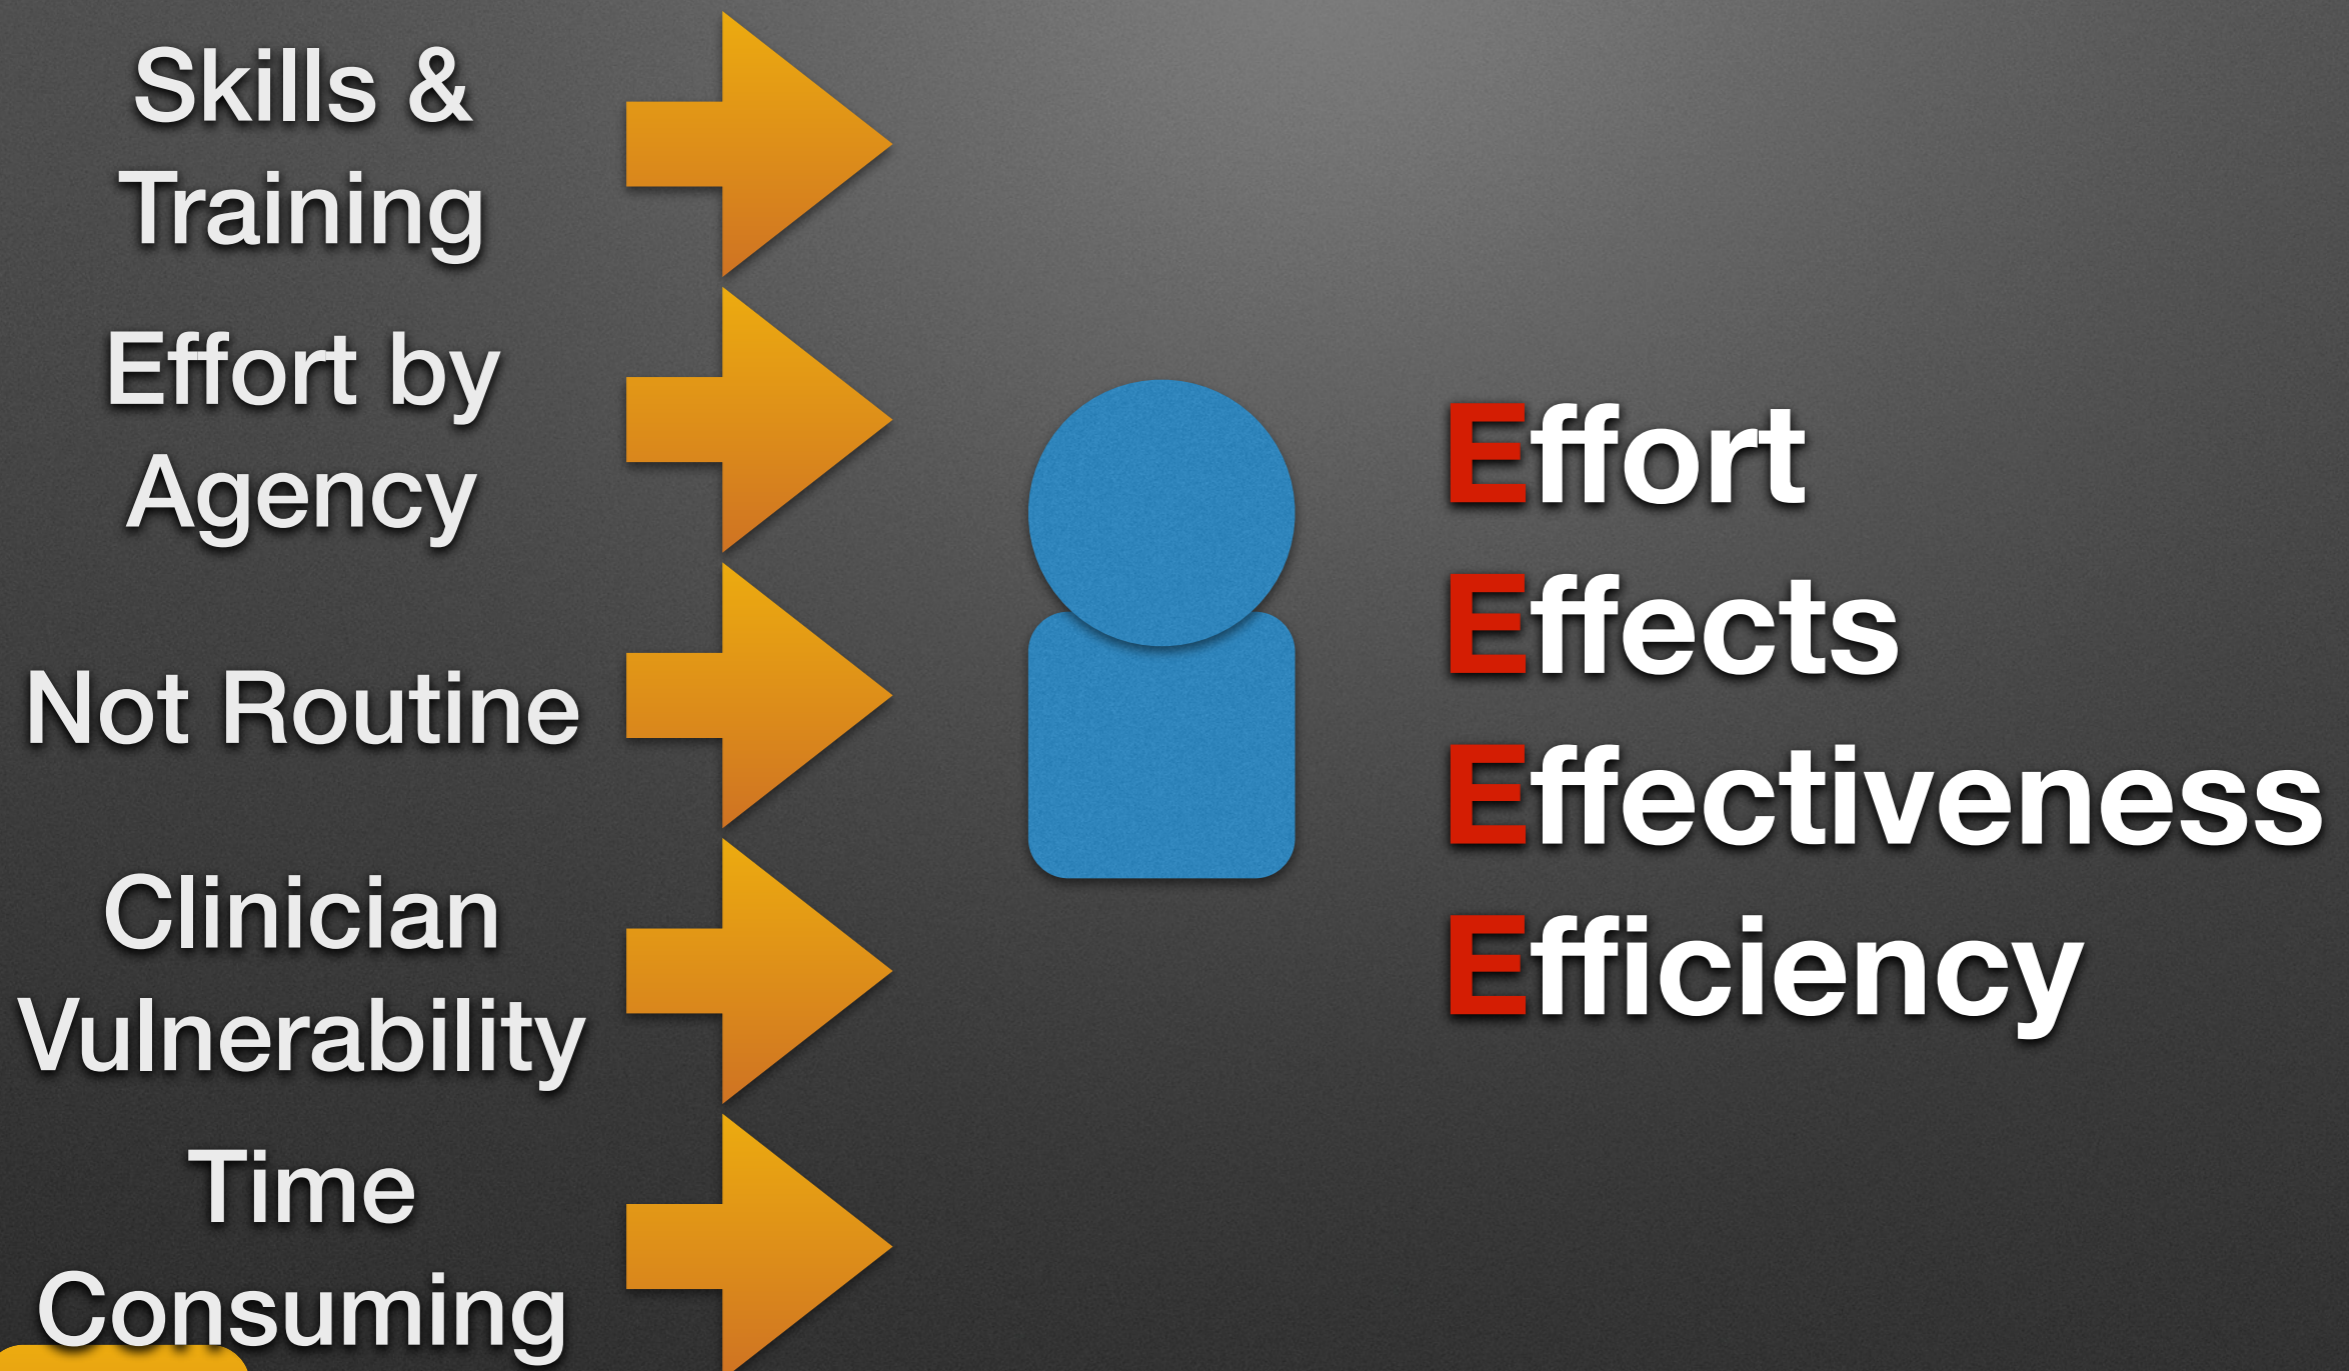 Skills &
Training
Effort by
Agency
Not Routine
Clinician
Vulnerability
Time
Consuming
Effort
Effects
Effectiveness
Efficiency